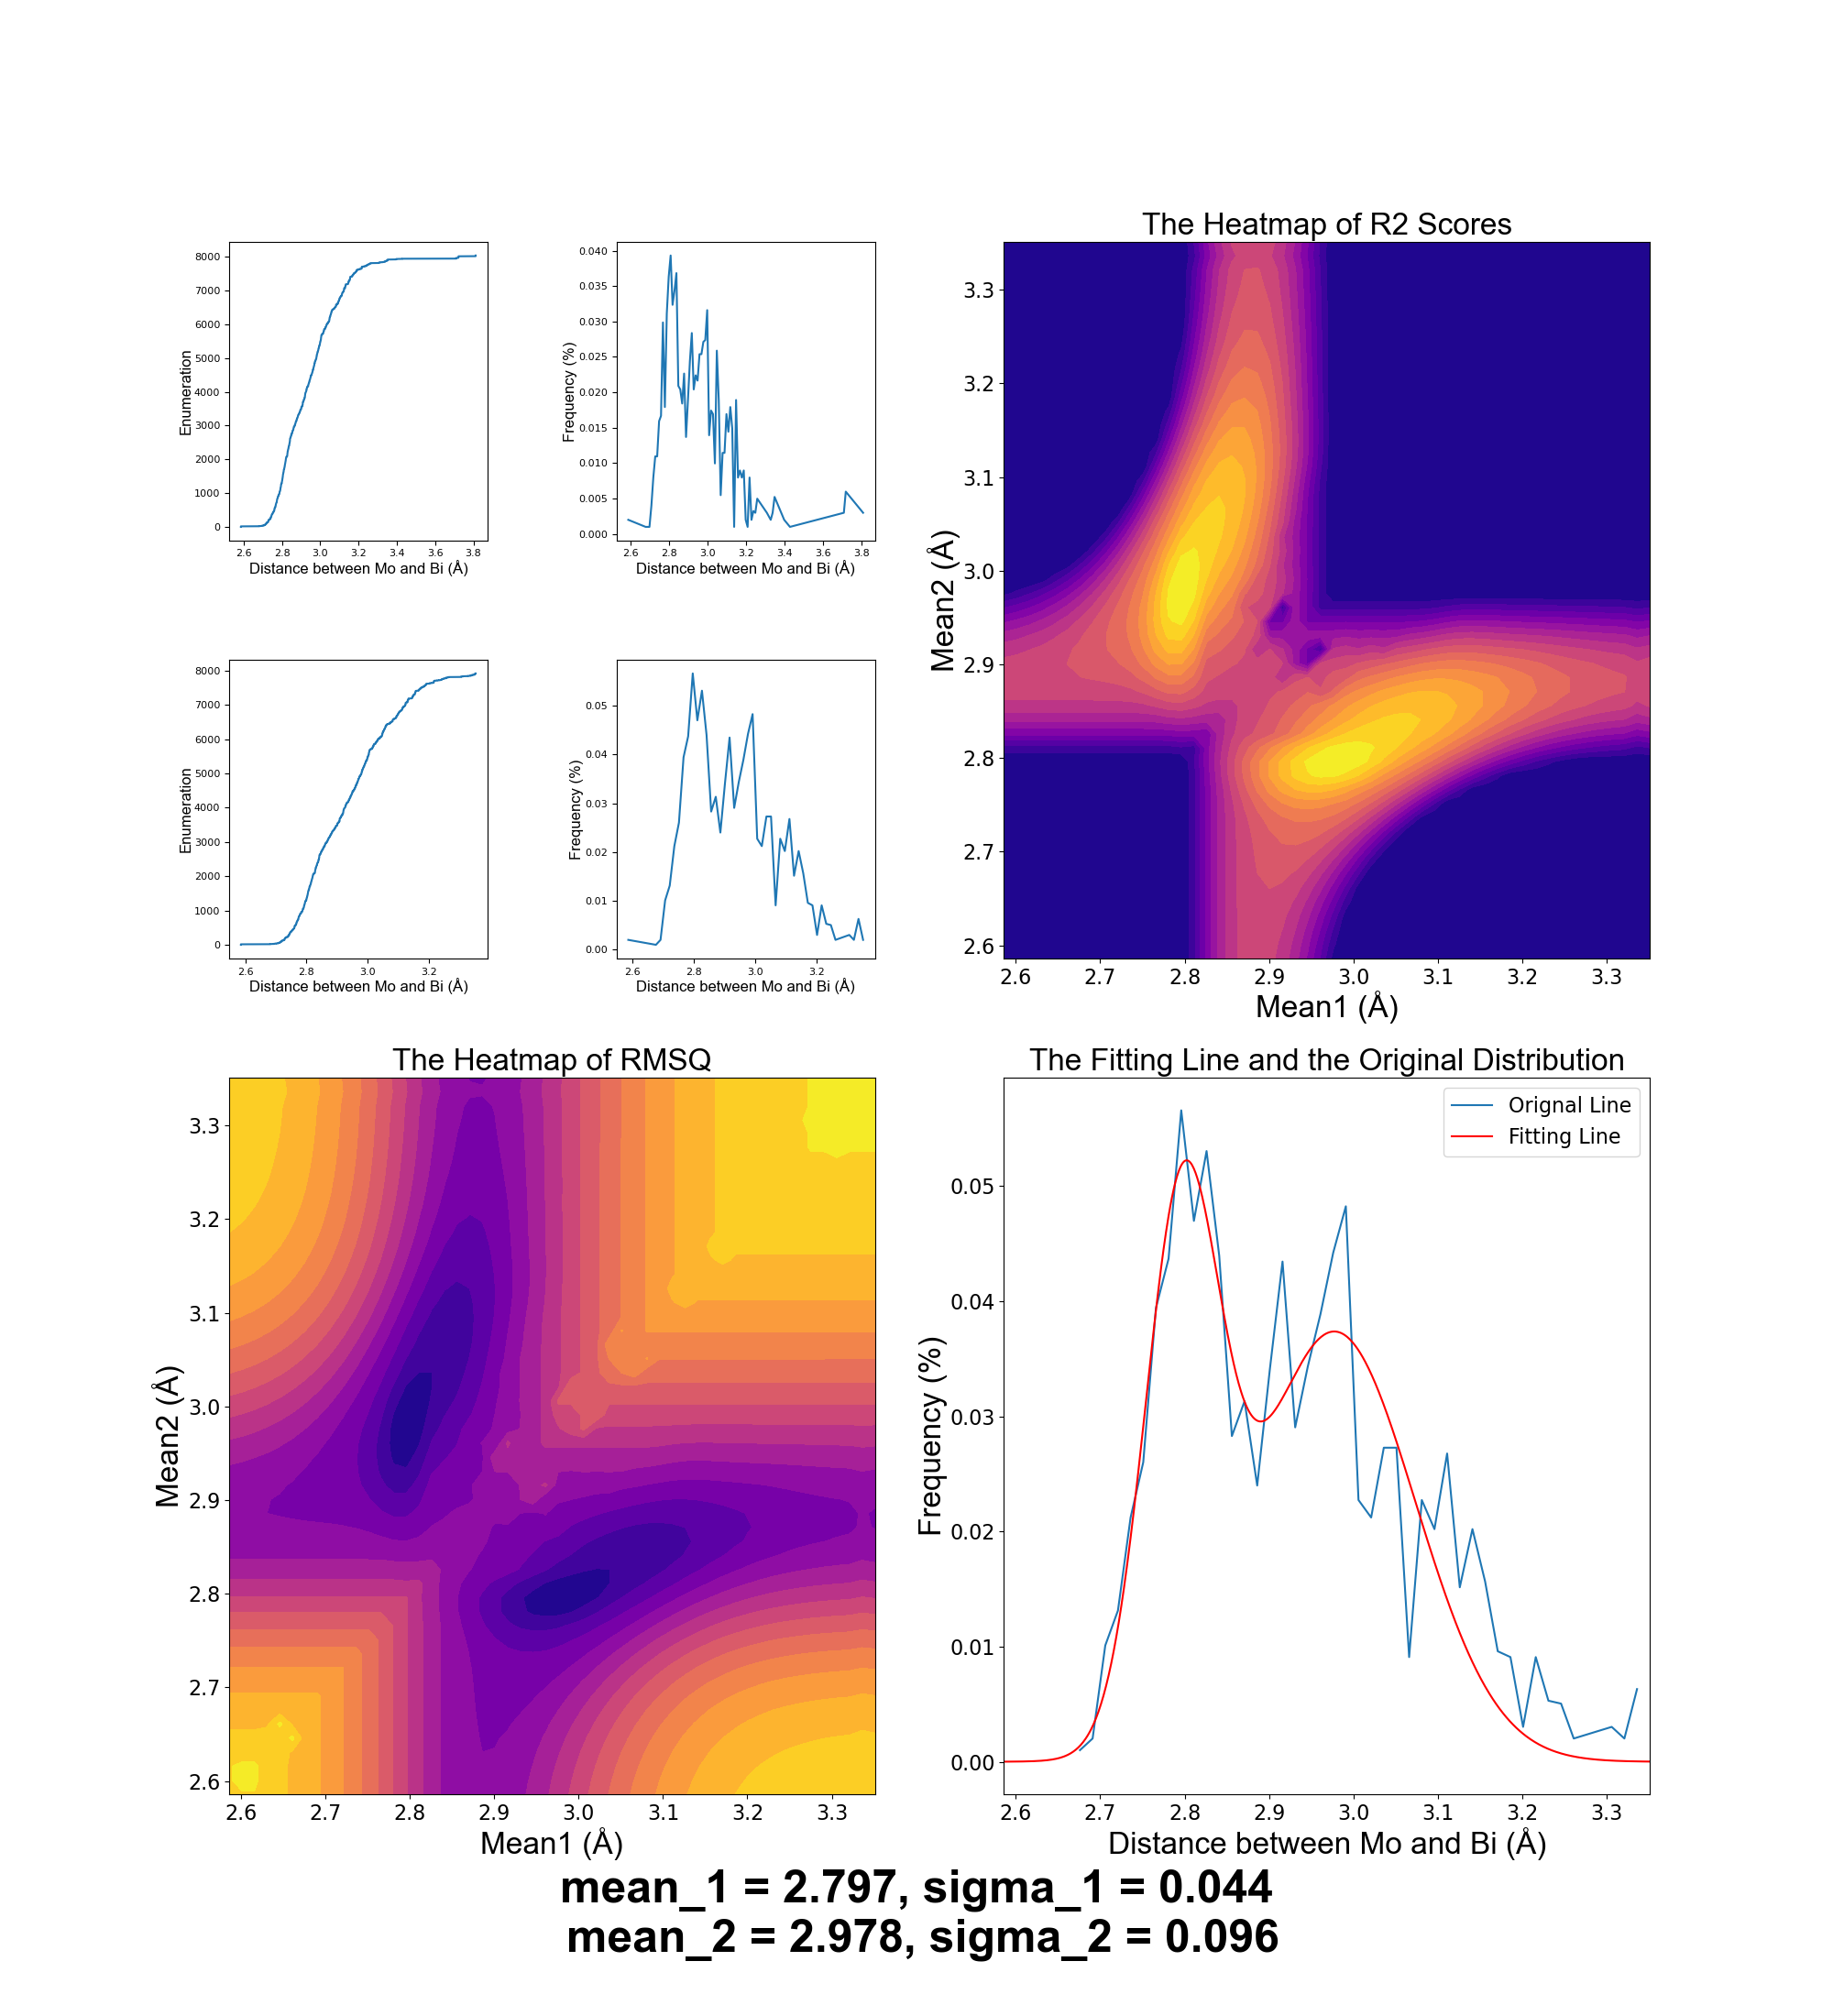 8000
7000
6000
5000
4000
3000
2000
1000
0
Enumeration
2.6 2.8 3.0 3.2 3.4 3.6 3.8
Distance between Mo and Bi (Å)
0.040
0.035
0.030
0.025
0.020
0.015
0.010
0.005
0.000
Frequency (%)
2.6 2.8 3.0 3.2 3.4 3.6 3.8
Distance between Mo and Bi (Å)
8000
7000
6000
5000
4000
3000
2000
1000
0
Enumeration
2.6 2.8 3.0 3.2
Distance between Mo and Bi (Å)
0.05
0.04
0.03
0.02
0.01
0.00
Frequency (%)
2.6 2.8 3.0 3.2
Distance between Mo and Bi (Å)
The Heatmap of R2 Scores
3.3
3.2
3.1
3.0
2.9
2.8
2.7
2.6
Mean2 (Å)
2.6 2.7 2.8 2.9 3.0 3.1 3.2 3.3
Mean1 (Å)
The Heatmap of RMSQ
3.3
3.2
3.1
3.0
2.9
2.8
2.7
2.6
Mean2 (Å)
2.6 2.7 2.8 2.9 3.0 3.1 3.2 3.3
Mean1 (Å)
The Fitting Line and the Original Distribution
Orignal Line
Fitting Line
0.05
0.04
0.03
0.02
0.01
0.00
Frequency (%)
2.6 2.7 2.8 2.9 3.0 3.1 3.2 3.3
Distance between Mo and Bi (Å)
mean_1 = 2.797, sigma_1 = 0.044
mean_2 = 2.978, sigma_2 = 0.096